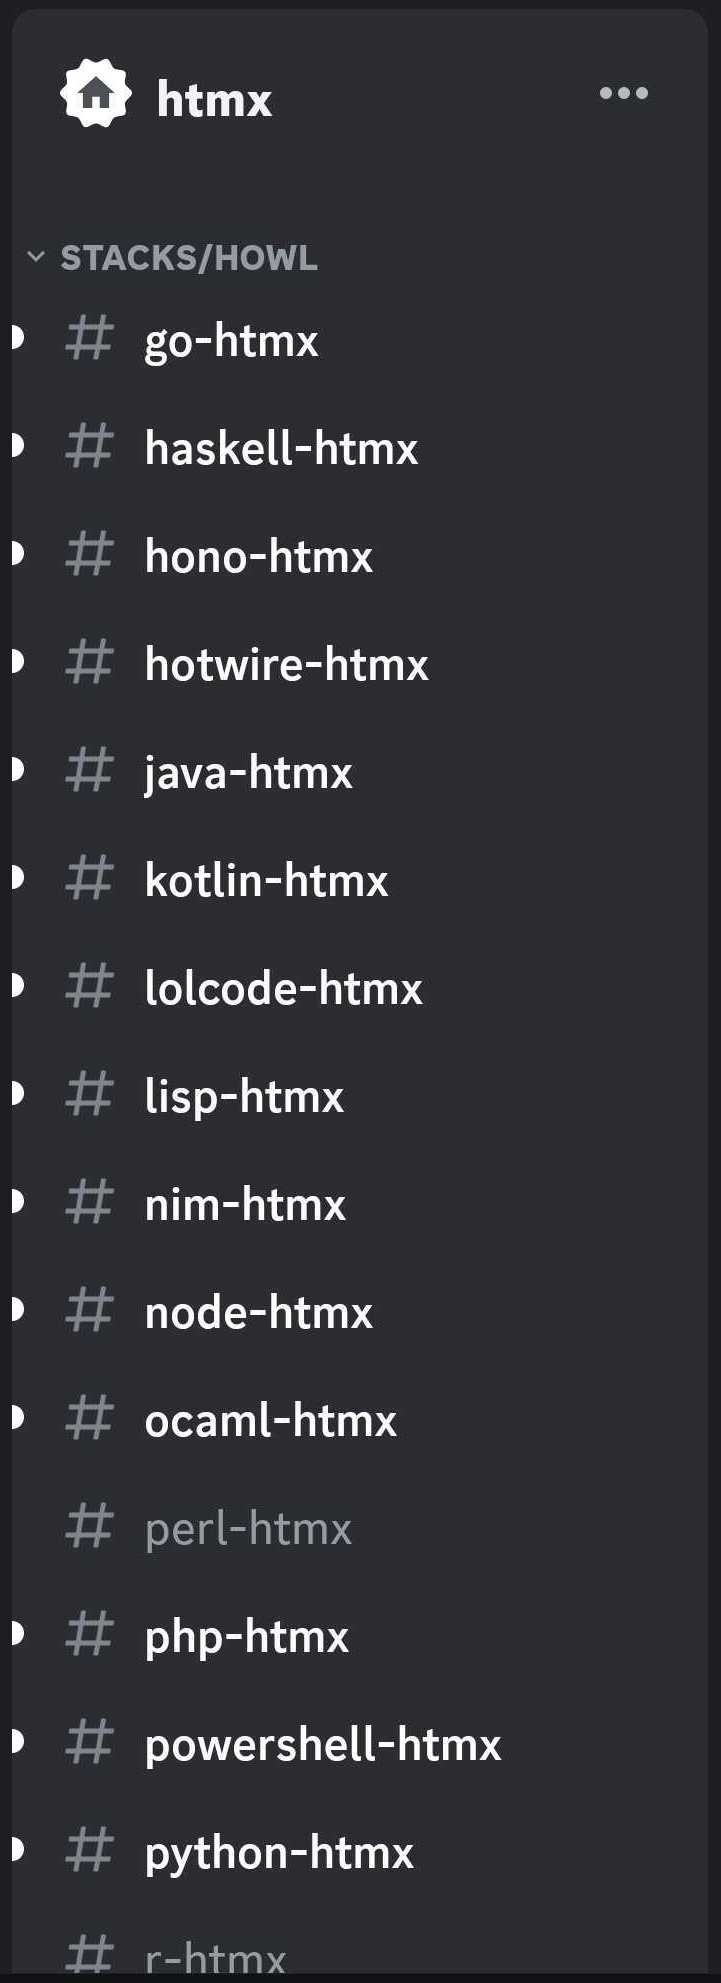 htmx
STACKS/HOWL
go-htmx
haskell-htmx
hono-htmx
hotwire-htmx
java-htmx
kotlin-htmx
lolcode-htmx
lisp-htmx
nim-htmx
node-htmx
ocaml-htmx
perl-htmx
php-htmx
powershell-htmx
python-htmx
r-htmx